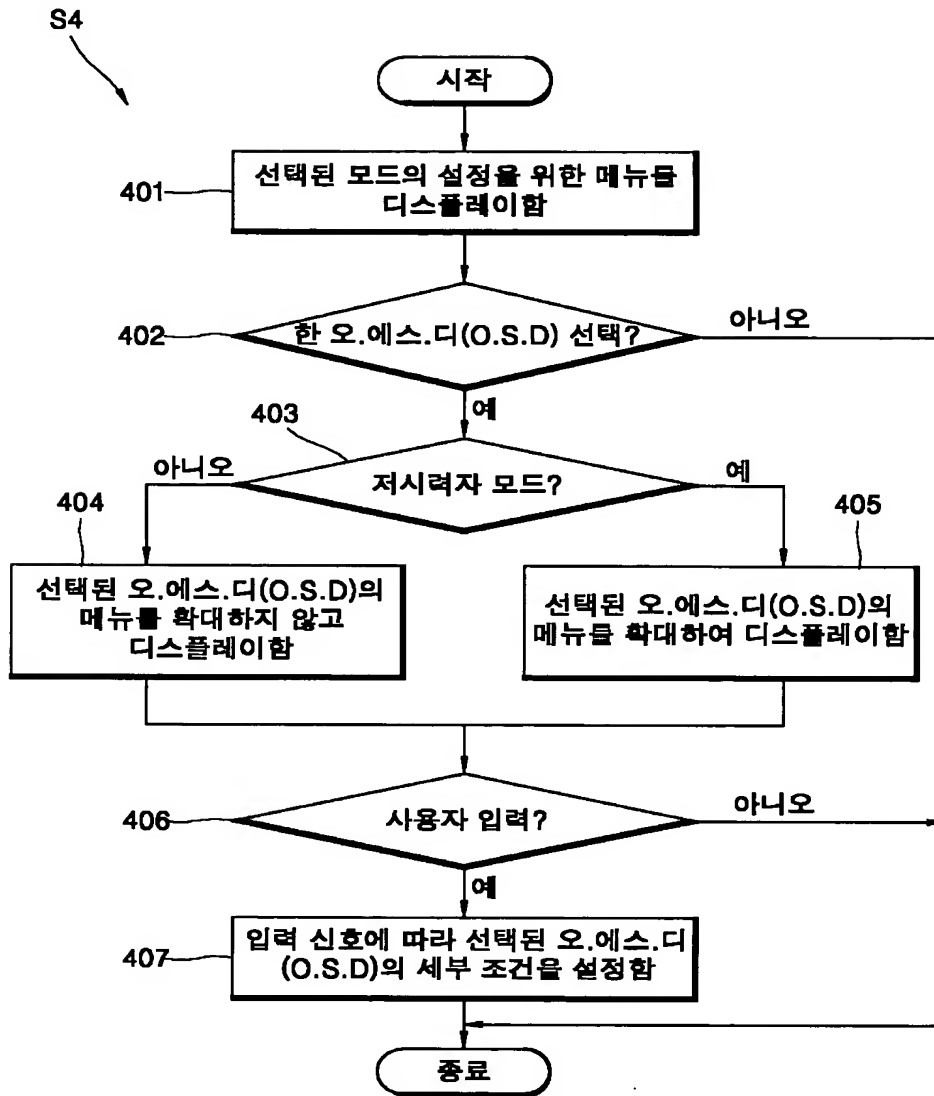 S4
시작
401
선택된 모드의 설정을 위한 메뉴를
디스플레이함
402
한 오.에스.디(O.S.D) 선택?
아니오
예
403
아니오
저시력자 모드?
예
404
405
선택된 오.에스.디(O.S.D)의
메뉴를 확대하지 않고
디스플레이함
선택된 오.에스.디(O.S.D)의
메뉴를 확대하여 디스플레이함
406
사용자 입력?
아니오
예
407
입력 신호에 따라 선택된 오.에스.디
(O.S.D)의 세부 조건을 설정함
종료